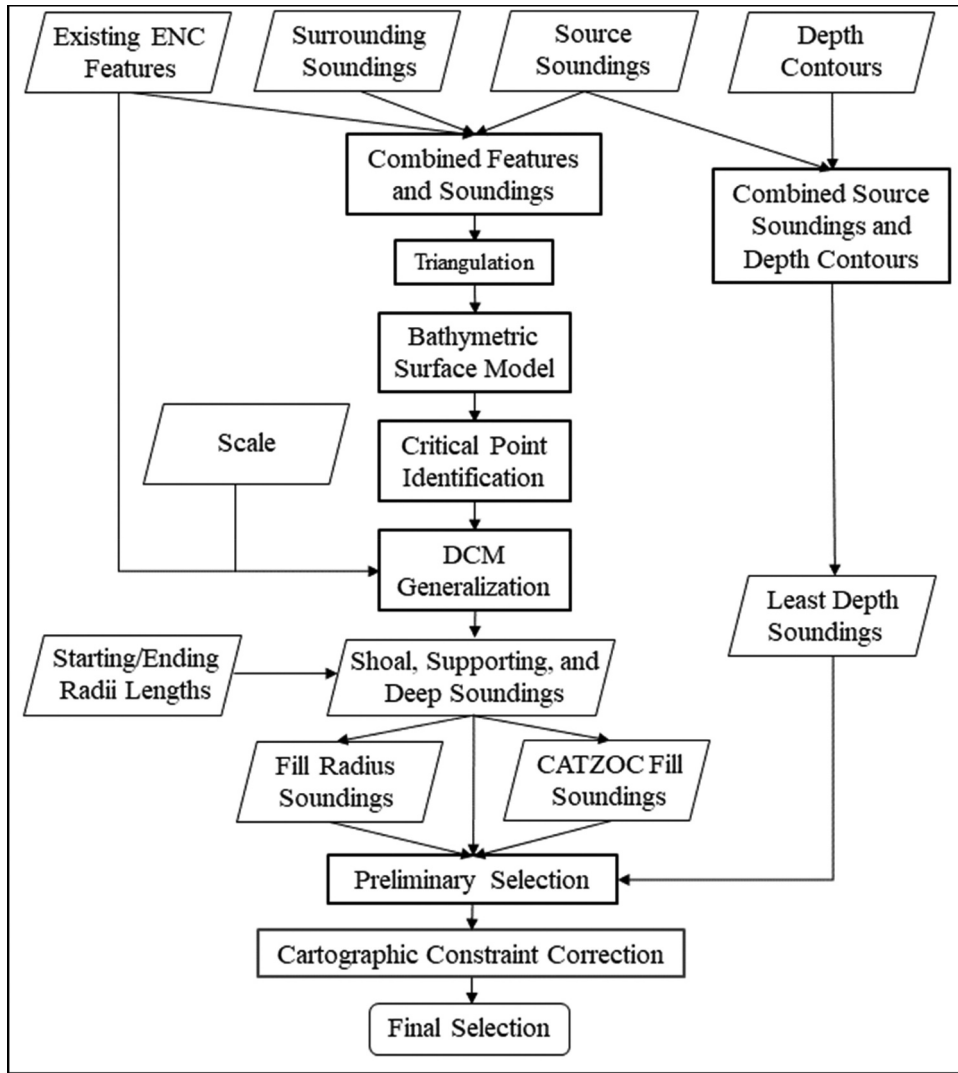 Existing ENC
Features
Surrounding
Soundings
Source
Soundings
Depth
Contours
Combined Features
and Soundings
Combined Source
Soundings and
Depth Contours
Triangulation
Bathymetric
Surface Model
Scale
Critical Point
Identification
DCM
Generalization
Least Depth
Soundings
Starting/Ending
Radii Lengths
Shoal, Supporting, and
Deep Soundings
Fill Radius
Soundings
CATZOC Fill
Soundings
Preliminary Selection
Cartographic Constraint Correction
Final Selection